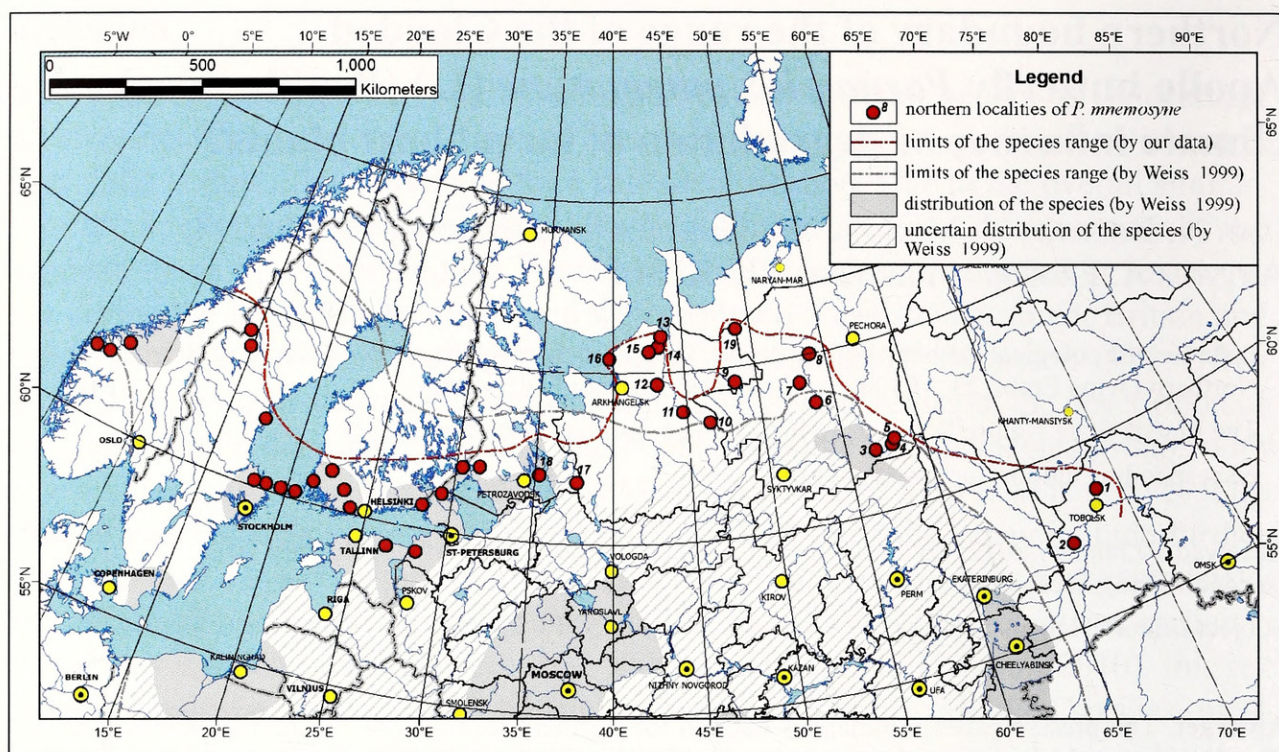 5°W 0° 5°E 10°E 15°E 20°E 25°E 30°E 35°E 40°E 45°E 50°E 55°E 60°E 65°E 70°E 75°E 80°E 85°E 90°E
0 500 1,000
Kilometers
Legend
8 northern localities of P. mnemosyne
limits of the species range (by our data)
limits of the species range (by Weiss 1999)
distribution of the species (by Weiss 1999)
uncertain distribution of the species (by
Weiss 1999)
65°N
65°N
MURMANSK
NARYAN-MAR
PECHORA
60°N
60°N
13
15
14
16
19
8
12
ARKHANGELSK
9
7
6
11
10
KHANTY-MANSIYSK
OSLO
5
3
4
18
17
PETROZAVODSK
SYKTYVKAR
1
TOBOLSK
2
HELSINKI
STOCKHOLM
TALLINN
ST-PETERSBURG
VOLOGDA
55°N
55°N
OMSK
COPENHAGEN
EKATERINBURG
PERM
KIROV
RIGA
PSKOV
YAROSLAVL
CHEELYABINSK
KALININGRAD
BERLIN
VILNIUS
MOSCOW
NIZHNY NOVGOROD
KAZAN
UFA
SMOLENSK
15°E 20°E 25°E 30°E 35°E 40°E 45°E 50°E 55°E 60°E 65°E 70°E